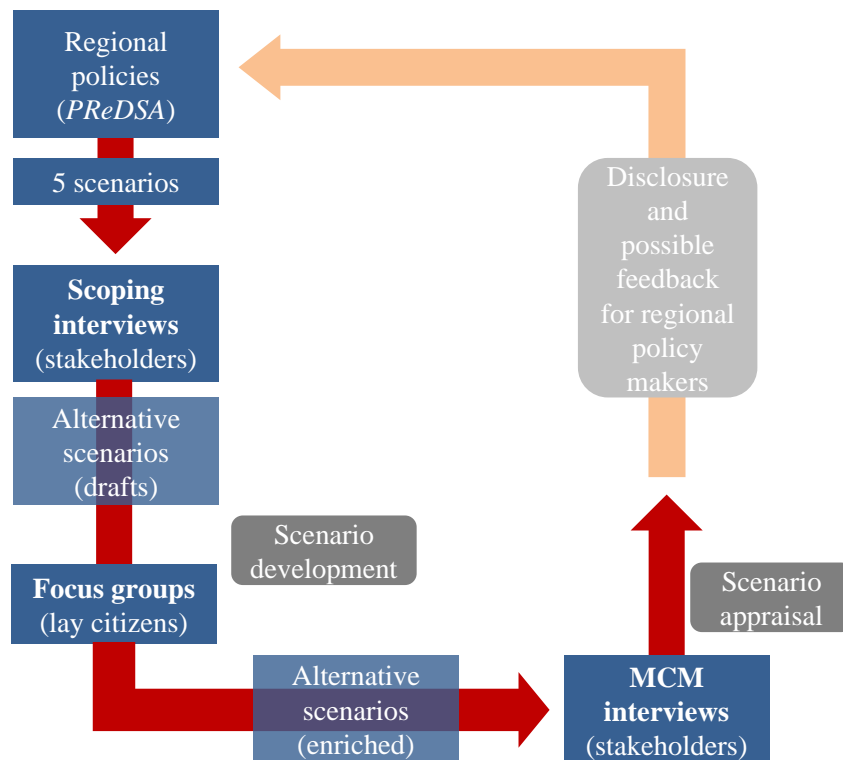 Regional
policies
(PReDSA)
5 scenarios
Scoping
interviews
(stakeholders)
Alternative
scenarios
(drafts)
Focus groups
(lay citizens)
Scenario
development
Alternative
scenarios
(enriched)
MCM
interviews
(stakeholders)
Scenario
appraisal
Disclosure
and
possible
feedback
for regional
policy
makers